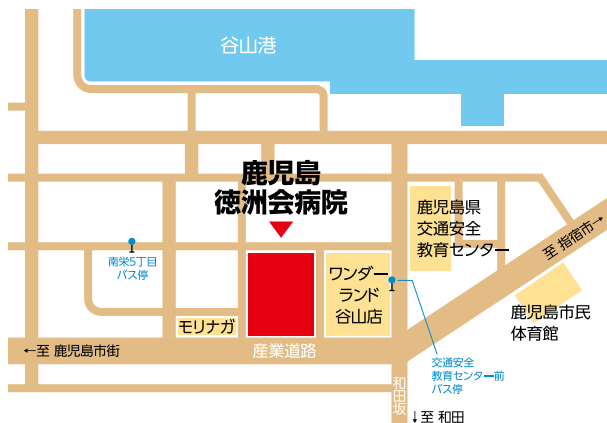 谷山港
鹿児島
徳洲会病院
鹿児島県
交通安全
教育センター
至 指宿市→
南栄5丁目
バス停
ワンダー
ランド
谷山店
モリナガ
鹿児島市民
体育館
←至 鹿児島市街
産業道路
交通安全
教育センター前
バス停
和田坂
↓至 和田